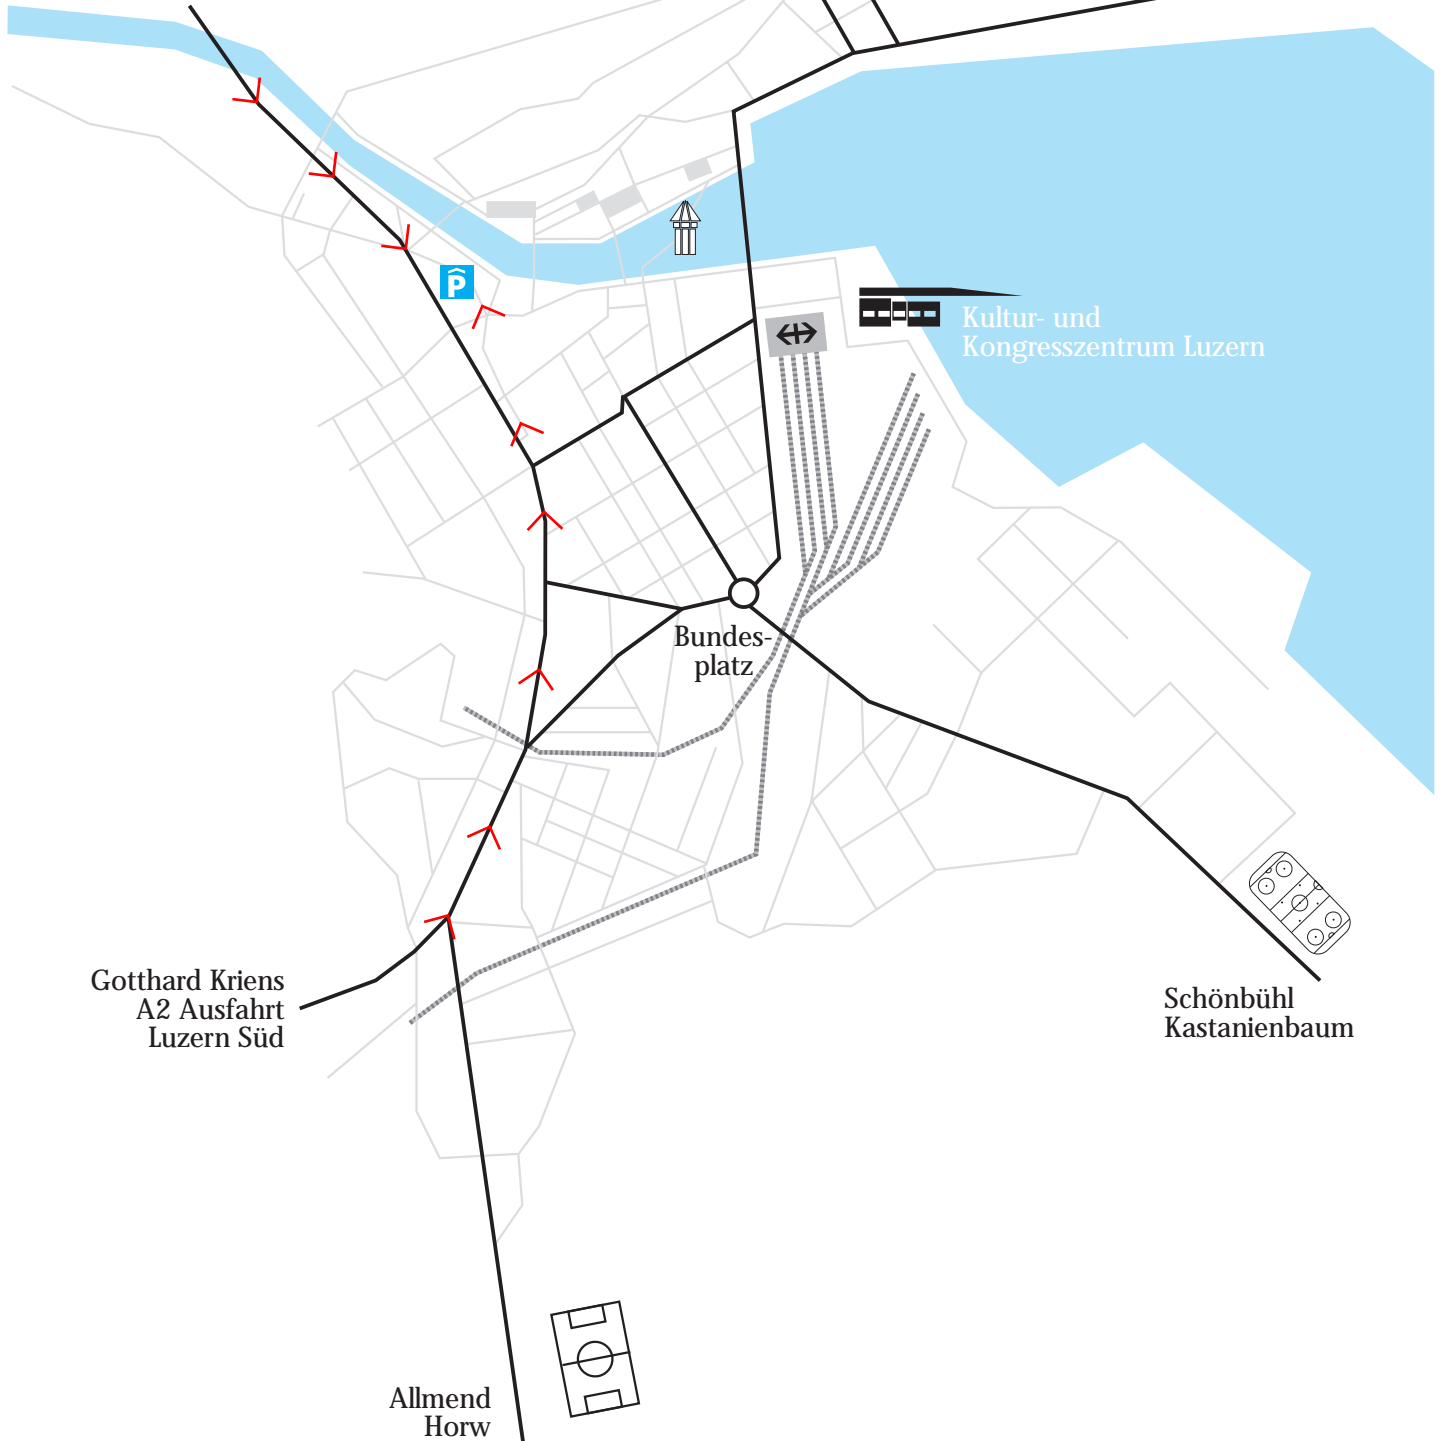 P
Kultur- und
Kongresszentrum Luzern
Bundes-
platz
Gotthard Kriens
A2 Ausfahrt
Luzern Süd
Schönbühl
Kastanienbaum
Allmend
Horw